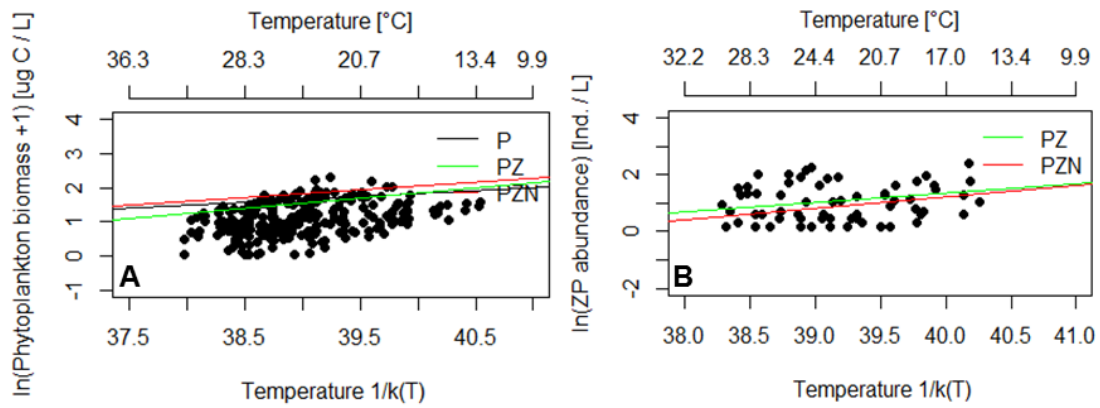 Temperature [°C]
36.3 28.3 20.7 13.4 9.9
ln(Phytoplankton biomass +1) [ug C / L]
4
3
2
1
0
-1
P
PZ
PZN
A
37.5 38.5 39.5 40.5
Temperature 1/k(T)
Temperature [°C]
32.2 28.3 24.4 20.7 17.0 13.4 9.9
ln(ZP abundance) [Ind. / L]
4
2
0
-2
PZ
PZN
B
38.0 38.5 39.0 39.5 40.0 40.5 41.0
Temperature 1/k(T)